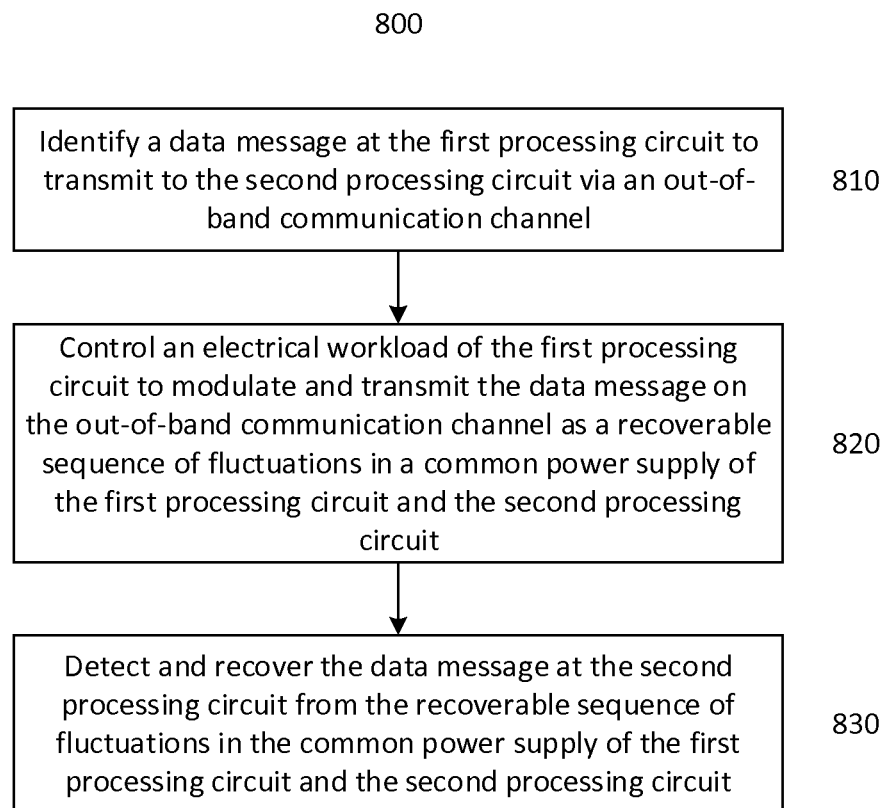 800
Identify a data message at the first processing circuit to
transmit to the second processing circuit via an out-of-
band communication channel
810
Control an electrical workload of the first processing
circuit to modulate and transmit the data message on
the out-of-band communication channel as a recoverable
sequence of fluctuations in a common power supply of
the first processing circuit and the second processing
circuit
820
Detect and recover the data message at the second
processing circuit from the recoverable sequence of
fluctuations in the common power supply of the first
processing circuit and the second processing circuit
830